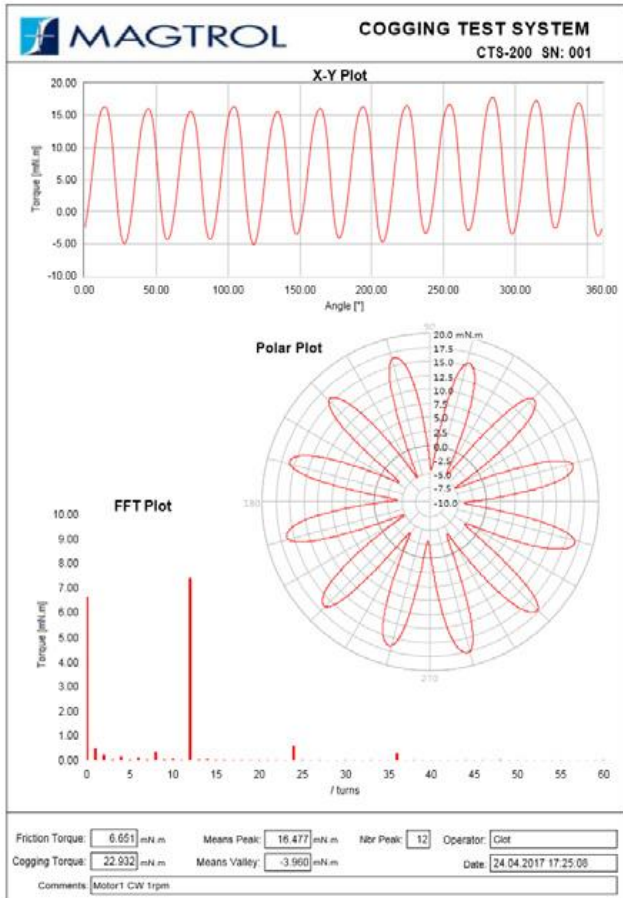 MAGTROL
COGGING TEST SYSTEM
CTS-200 SN: 001
X-Y Plot
20.00
15.00
10.00
5.00
0.00
-5.00
-10.00
Torque [mN.m]
0.00 50.00 100.00 150.00 200.00 250.00 300.00 360.00
Angle [°]
Polar Plot
90
20.0 mN.m
17.5
15.0
12.5
10.0
7.5
5.0
2.5
0.0
-2.5
-5.0
-7.5
-10.0
180
270
FFT Plot
10.00
9.00
8.00
7.00
6.00
5.00
4.00
3.00
2.00
1.00
0.00
Torque [mN.m]
0 5 10 15 20 25 30 35 40 45 50 55 60
/ turns
Friction Torque: 6.651 mN.m Means Peak: 16.477 mN.m Nbr Peak: 12 Operator: Clot
Cogging Torque: 22.932 mN.m Means Valley: -3.960 mN.m Date: 24.04.2017 17:25:08
Comments: Motor1 CW 1rpm